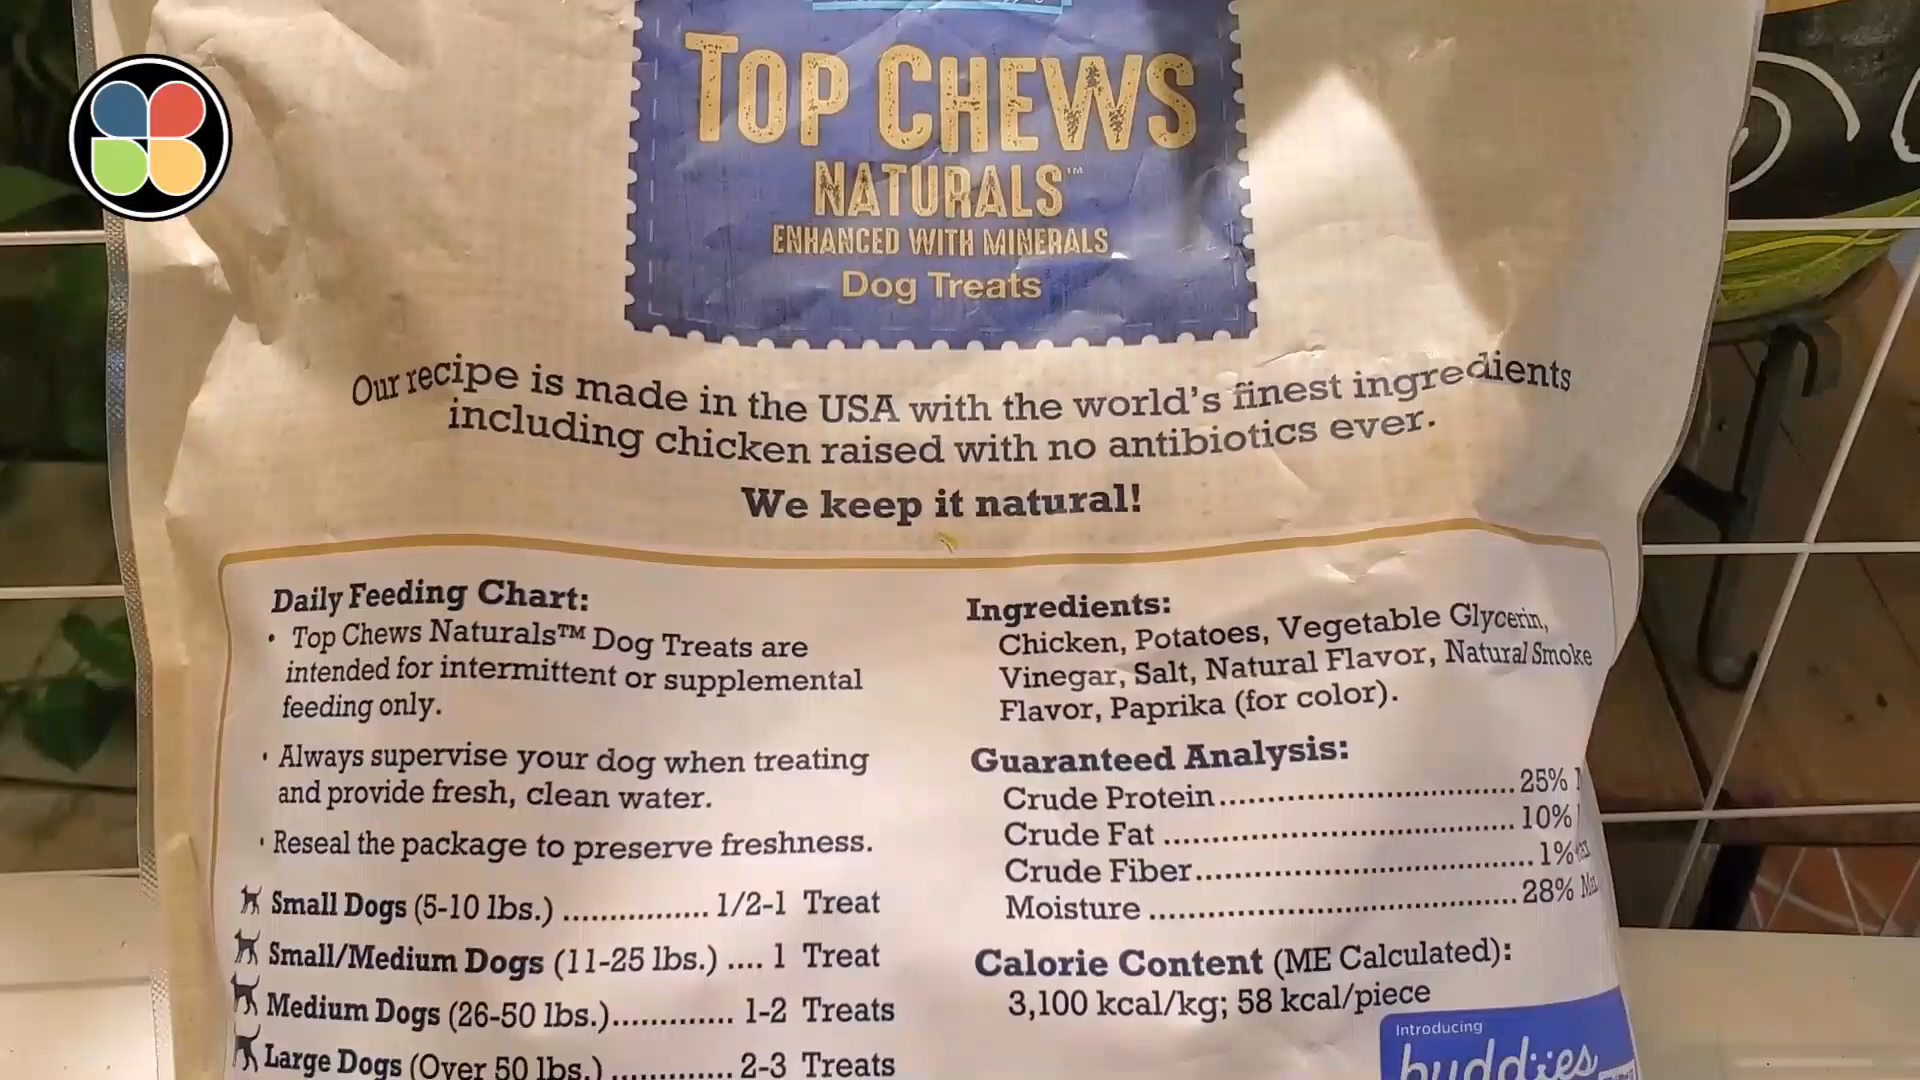 TOP CHEWS
NATURALS™
ENHANCED WITH MINERALS
Dog Treats
Our recipe is made in the USA with the world's finest ingredients
including chicken raised with no antibiotics ever.
We keep it natural!
Daily Feeding Chart:
• Top Chews Naturals™ Dog Treats are
intended for intermittent or supplemental
feeding only.
• Always supervise your dog when treating
and provide fresh, clean water.
• Reseal the package to preserve freshness.
Small Dogs (5-10 lbs.) ................ 1/2-1 Treat
Small/Medium Dogs (11-25 lbs.) .... 1 Treat
Medium Dogs (26-50 lbs.)............. 1-2 Treats
Large Dogs (Over 50 lbs.) ............. 2-3 Treats
Ingredients:
Chicken, Potatoes, Vegetable Glycerin,
Vinegar, Salt, Natural Flavor, Natural Smoke
Flavor, Paprika (for color).
Guaranteed Analysis:
Crude Protein................................ 25%
Crude Fat ...................................... 10%
Crude Fiber.................................... 1%
Moisture ........................................ 28%
Calorie Content (ME Calculated):
3,100 kcal/kg; 58 kcal/piece
Introducing
buddies